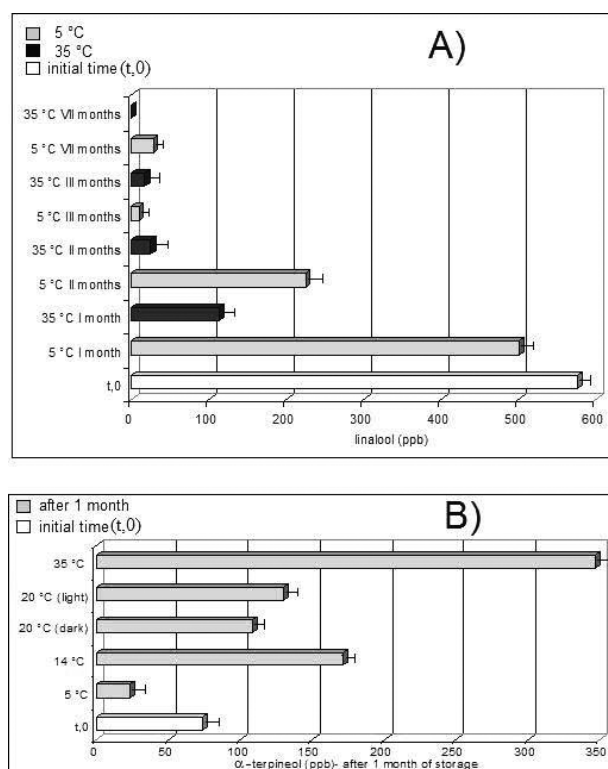 5 °C
35 °C
initial time (t,0)
A)
35 °C VII months
5 °C VII months
35 °C III months
5 °C III months
35 °C II months
5 °C II months
35 °C I month
5 °C I month
t,0
0 100 200 300 400 500 600
linalool (ppb)
after 1 month
initial time (t,0)
B)
35 °C
20 °C (light)
20 °C (dark)
14 °C
5 °C
t,0
0 50 100 150 200 250 300 350
α-terpineol (ppb)- after 1 month of storage